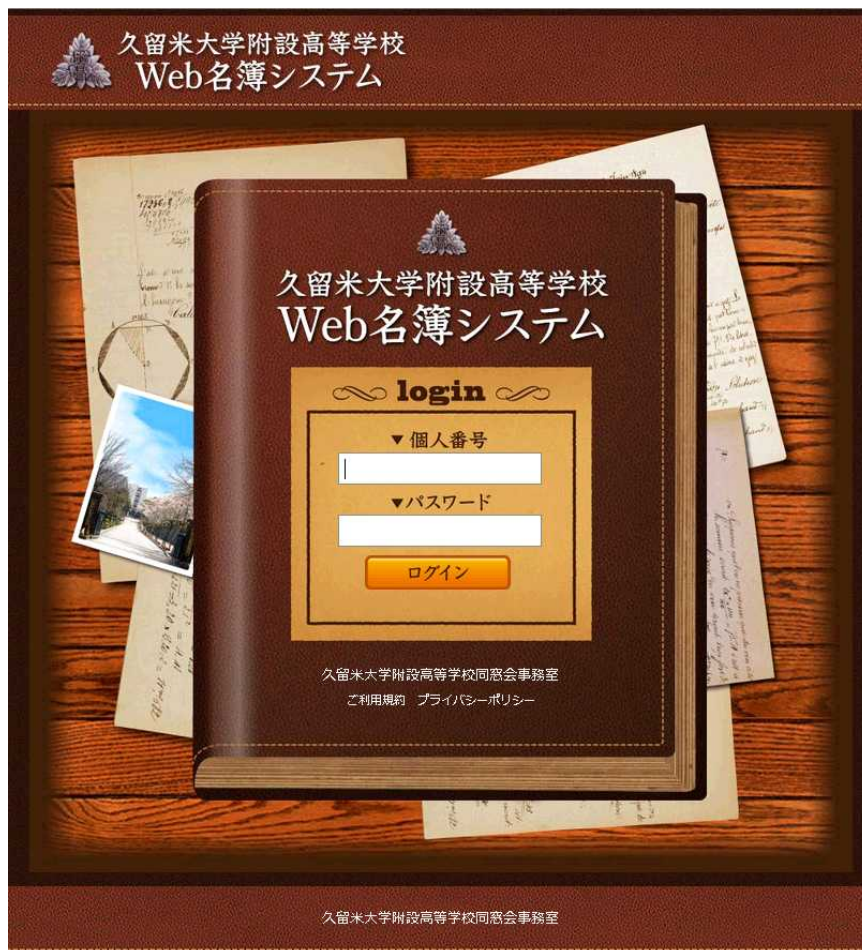 久留米大学附設高等学校
Web名簿システム
久留米大学附設高等学校
Web名簿システム
login
▼個人番号
▼パスワード
ログイン
久留米大学附設高等学校同窓会事務室
ご利用規約 プライバシーポリシー
久留米大学附設高等学校同窓会事務室